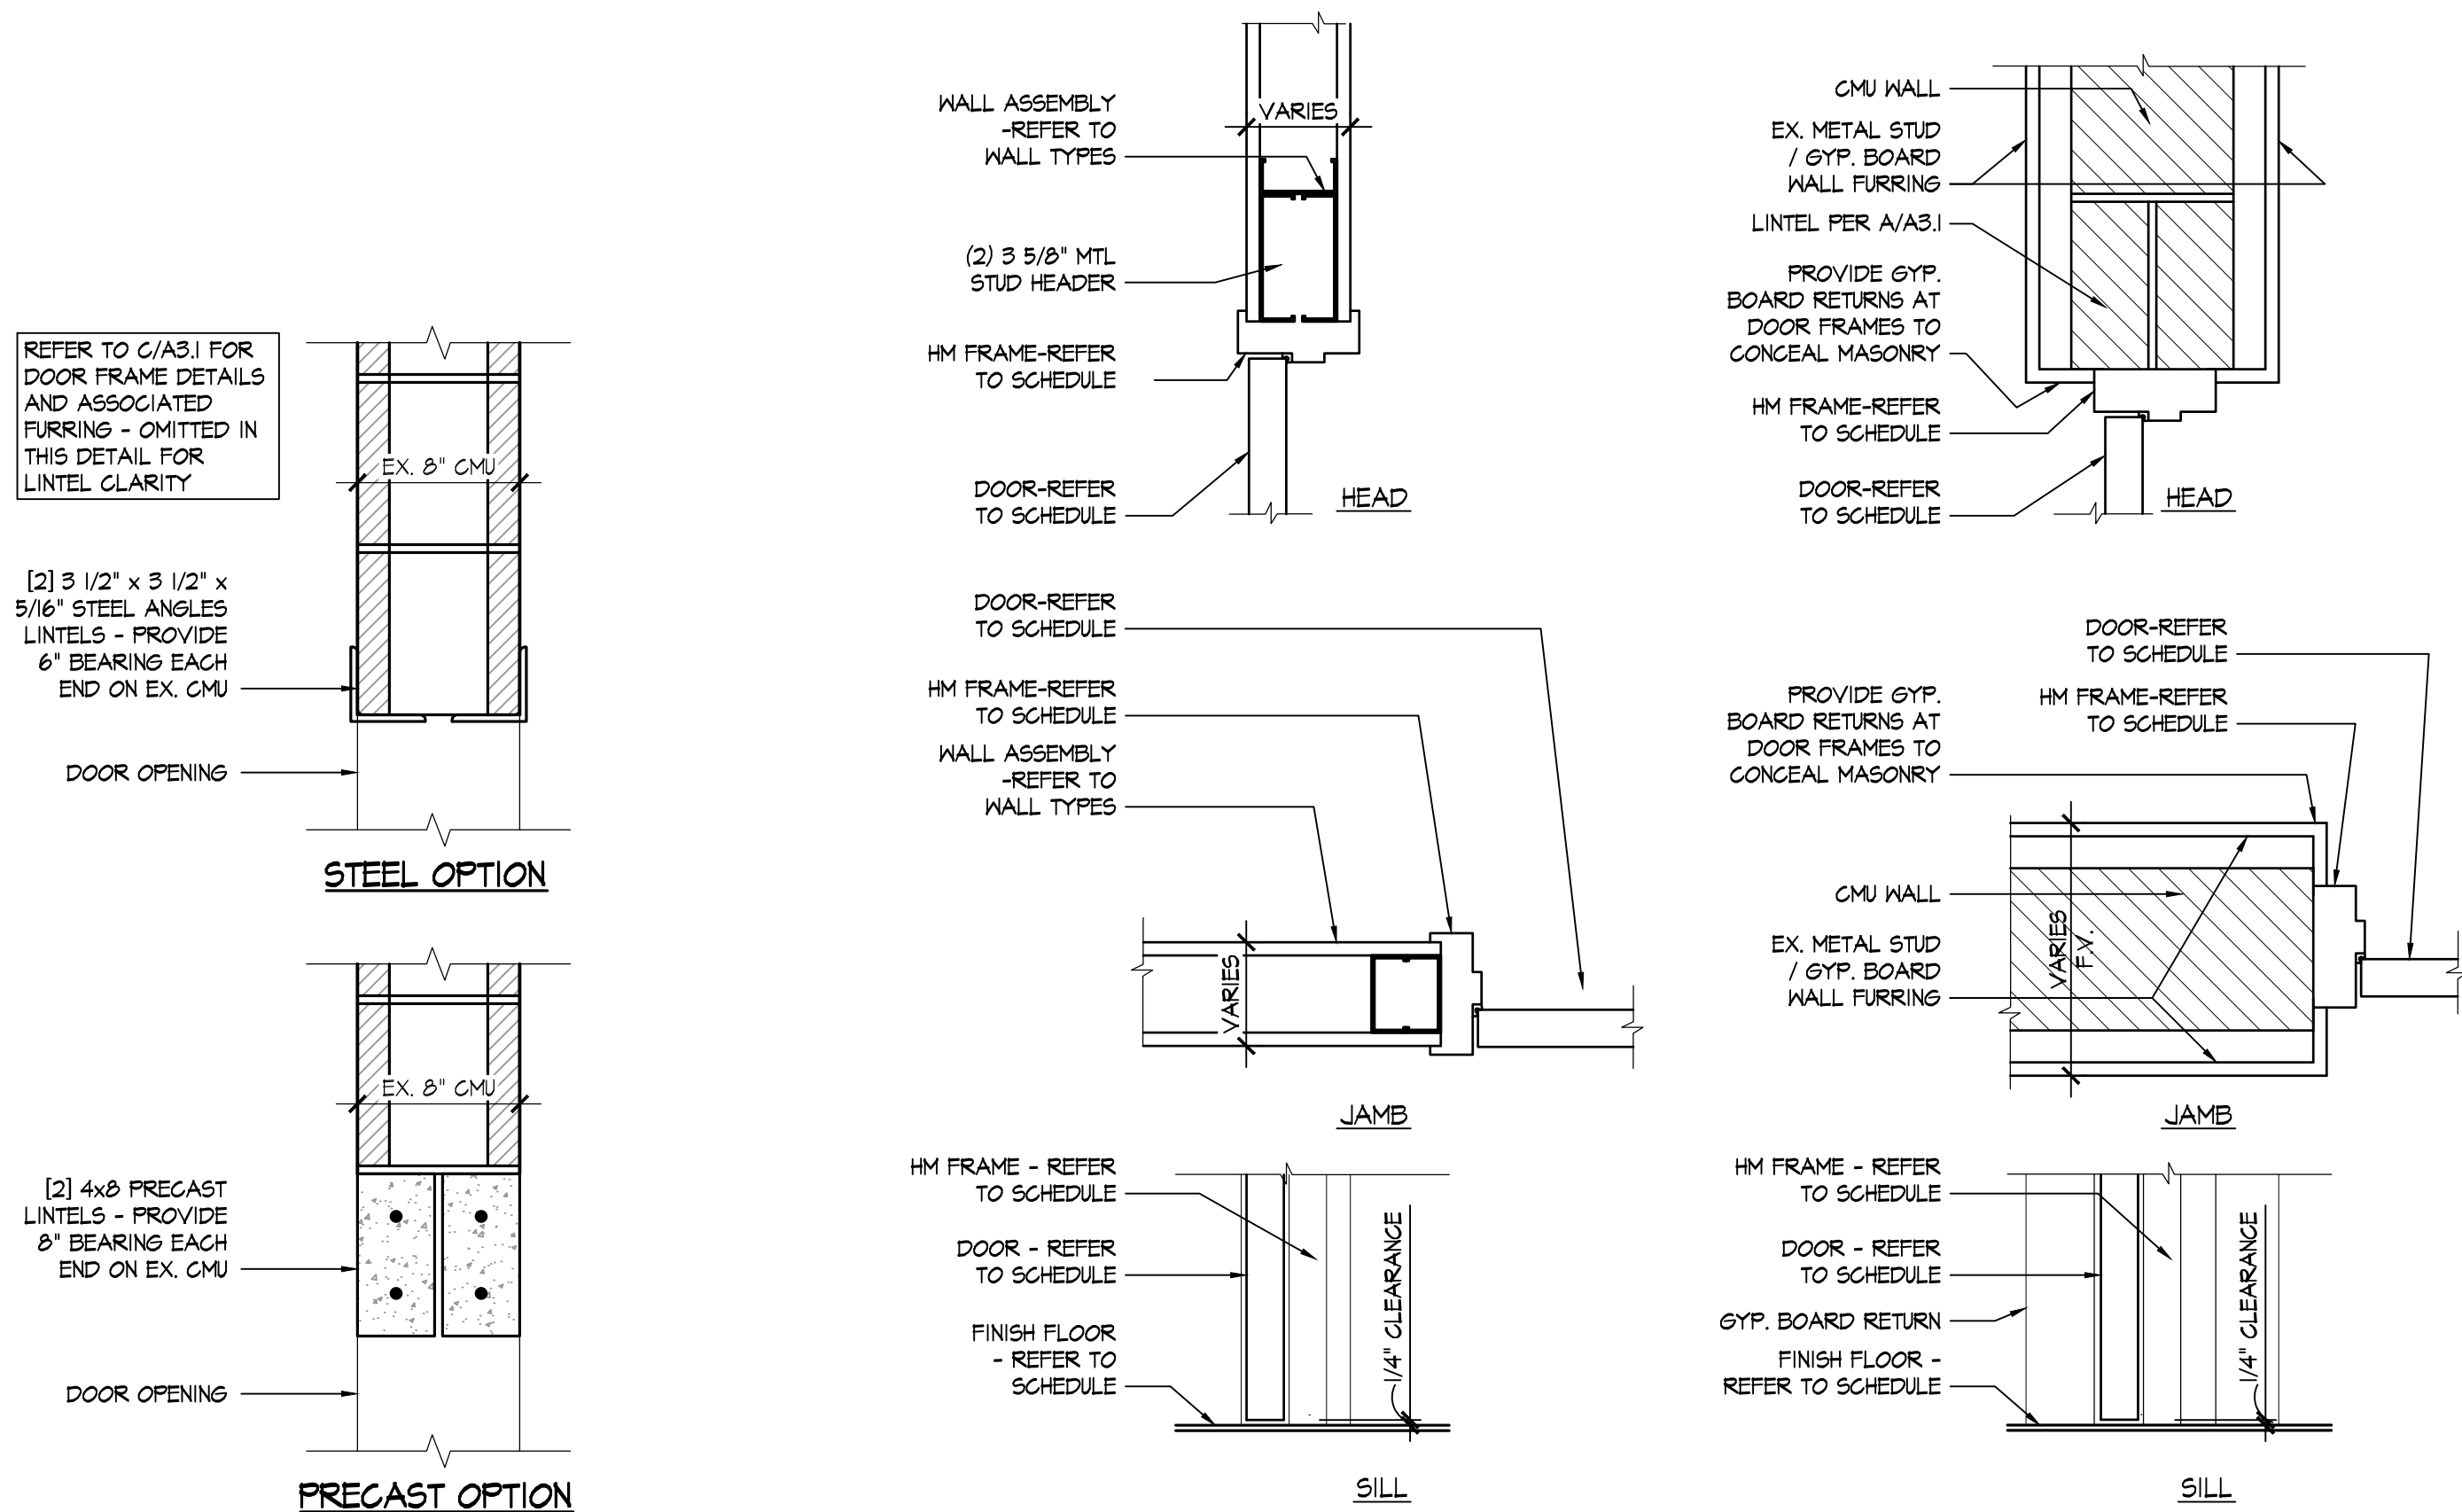 REFER TO C/A3.1 FOR
DOOR FRAME DETAILS
AND ASSOCIATED
FURRING - OMITTED IN
THIS DETAIL FOR
LINTEL CLARITY
EX. 8" CMU
[2] 3 1/2" x 3 1/2" x
5/16" STEEL ANGLES
LINTELS - PROVIDE
6" BEARING EACH
END ON EX. CMU
DOOR OPENING
STEEL OPTION
EX. 8" CMU
[2] 4x8 PRECAST
LINTELS - PROVIDE
8" BEARING EACH
END ON EX. CMU
DOOR OPENING
PRECAST OPTION
WALL ASSEMBLY
-REFER TO
WALL TYPES
VARIES
(2) 3 5/8" MTL
STUD HEADER
HM FRAME-REFER
TO SCHEDULE
DOOR-REFER
TO SCHEDULE
HEAD
DOOR-REFER
TO SCHEDULE
HM FRAME-REFER
TO SCHEDULE
WALL ASSEMBLY
-REFER TO
WALL TYPES
VARIES
JAMB
HM FRAME - REFER
TO SCHEDULE
DOOR - REFER
TO SCHEDULE
FINISH FLOOR
- REFER TO
SCHEDULE
1/4" CLEARANCE
SILL
CMU WALL
EX. METAL STUD
/ GYP. BOARD
WALL FURRING
LINTEL PER A/A3.1
PROVIDE GYP.
BOARD RETURNS AT
DOOR FRAMES TO
CONCEAL MASONRY
HM FRAME-REFER
TO SCHEDULE
DOOR-REFER
TO SCHEDULE
HEAD
DOOR-REFER
TO SCHEDULE
HM FRAME-REFER
TO SCHEDULE
PROVIDE GYP.
BOARD RETURNS AT
DOOR FRAMES TO
CONCEAL MASONRY
CMU WALL
EX. METAL STUD
/ GYP. BOARD
WALL FURRING
VARIES
F.V.
JAMB
HM FRAME - REFER
TO SCHEDULE
DOOR - REFER
TO SCHEDULE
GYP. BOARD RETURN
FINISH FLOOR -
REFER TO SCHEDULE
1/4" CLEARANCE
SILL